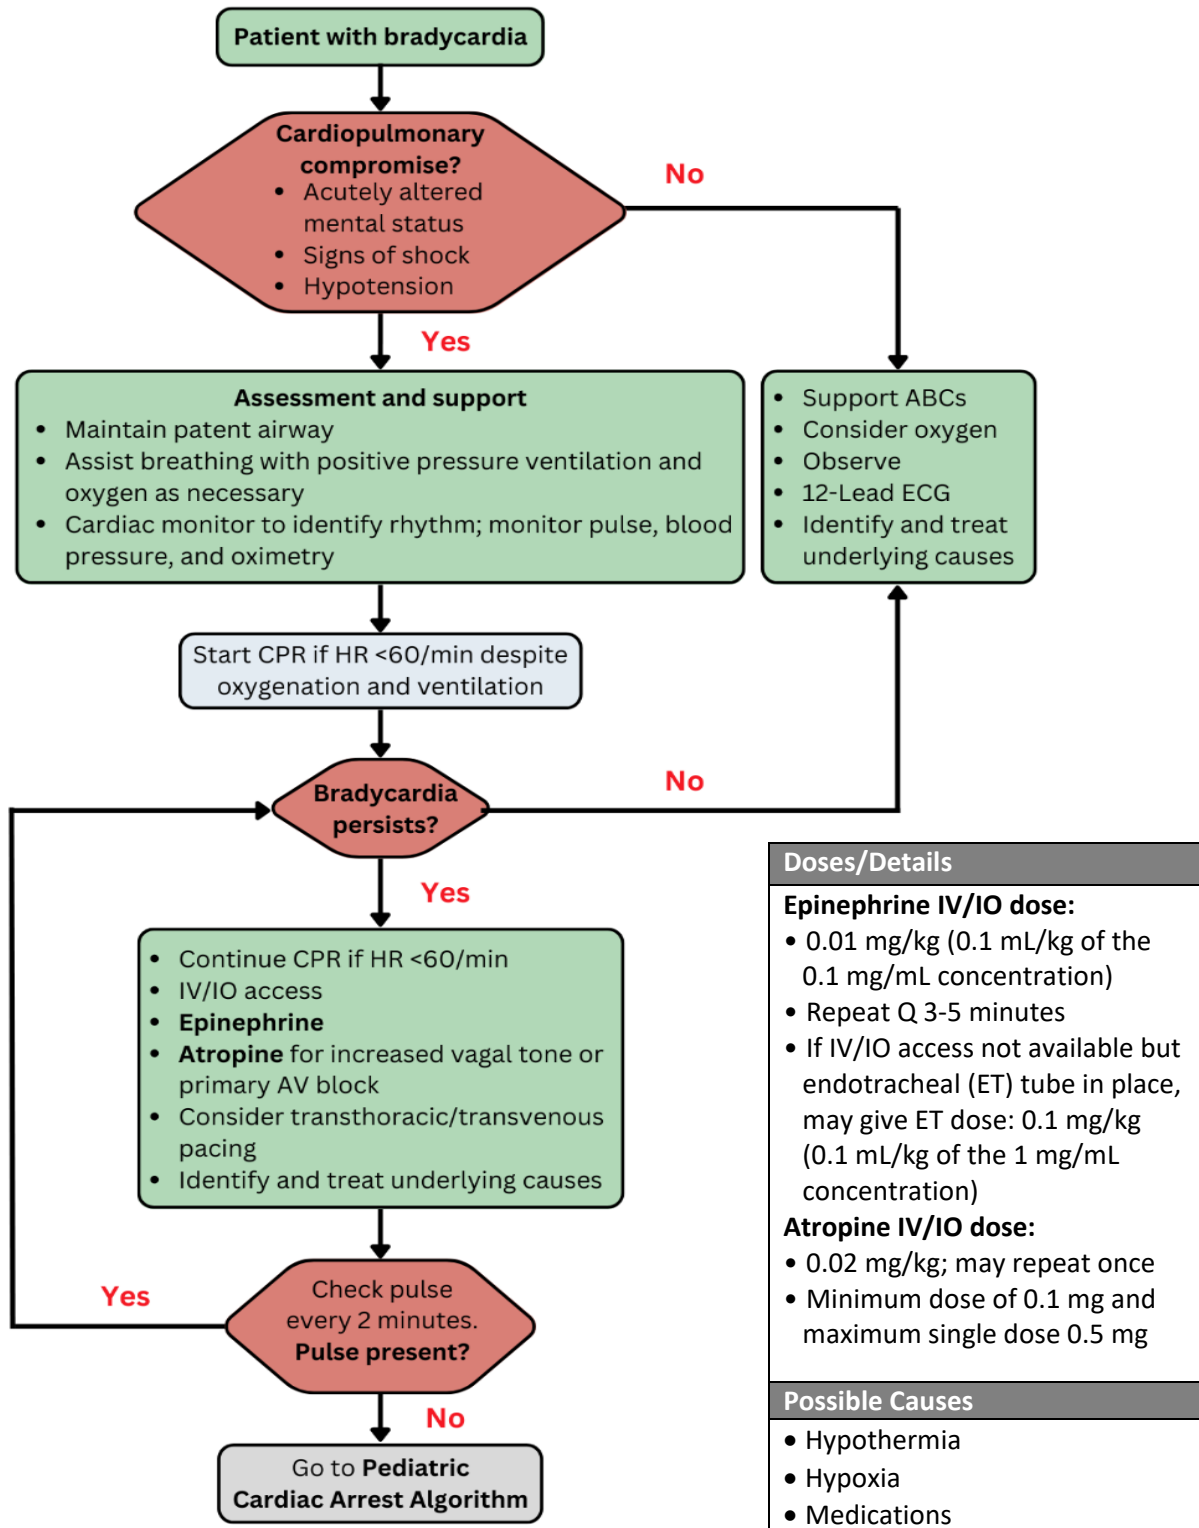 Patient with bradycardia
Cardiopulmonary
compromise?
• Acutely altered
mental status
• Signs of shock
• Hypotension
No
Yes
Assessment and support
• Maintain patent airway
• Assist breathing with positive pressure ventilation and
oxygen as necessary
• Cardiac monitor to identify rhythm; monitor pulse, blood
pressure, and oximetry
• Support ABCs
• Consider oxygen
• Observe
• 12-Lead ECG
• Identify and treat
underlying causes
Start CPR if HR <60/min despite
oxygenation and ventilation
Bradycardia
persists?
No
Yes
• Continue CPR if HR <60/min
• IV/IO access
• Epinephrine
• Atropine for increased vagal tone or
primary AV block
• Consider transthoracic/transvenous
pacing
• Identify and treat underlying causes
Check pulse
every 2 minutes.
Pulse present?
Yes
No
Go to Pediatric
Cardiac Arrest Algorithm
Doses/Details
Epinephrine IV/IO dose:
• 0.01 mg/kg (0.1 mL/kg of the
0.1 mg/mL concentration)
• Repeat Q 3-5 minutes
• If IV/IO access not available but
endotracheal (ET) tube in place,
may give ET dose: 0.1 mg/kg
(0.1 mL/kg of the 1 mg/mL
concentration)
Atropine IV/IO dose:
• 0.02 mg/kg; may repeat once
• Minimum dose of 0.1 mg and
maximum single dose 0.5 mg
Possible Causes
• Hypothermia
• Hypoxia
• Medications